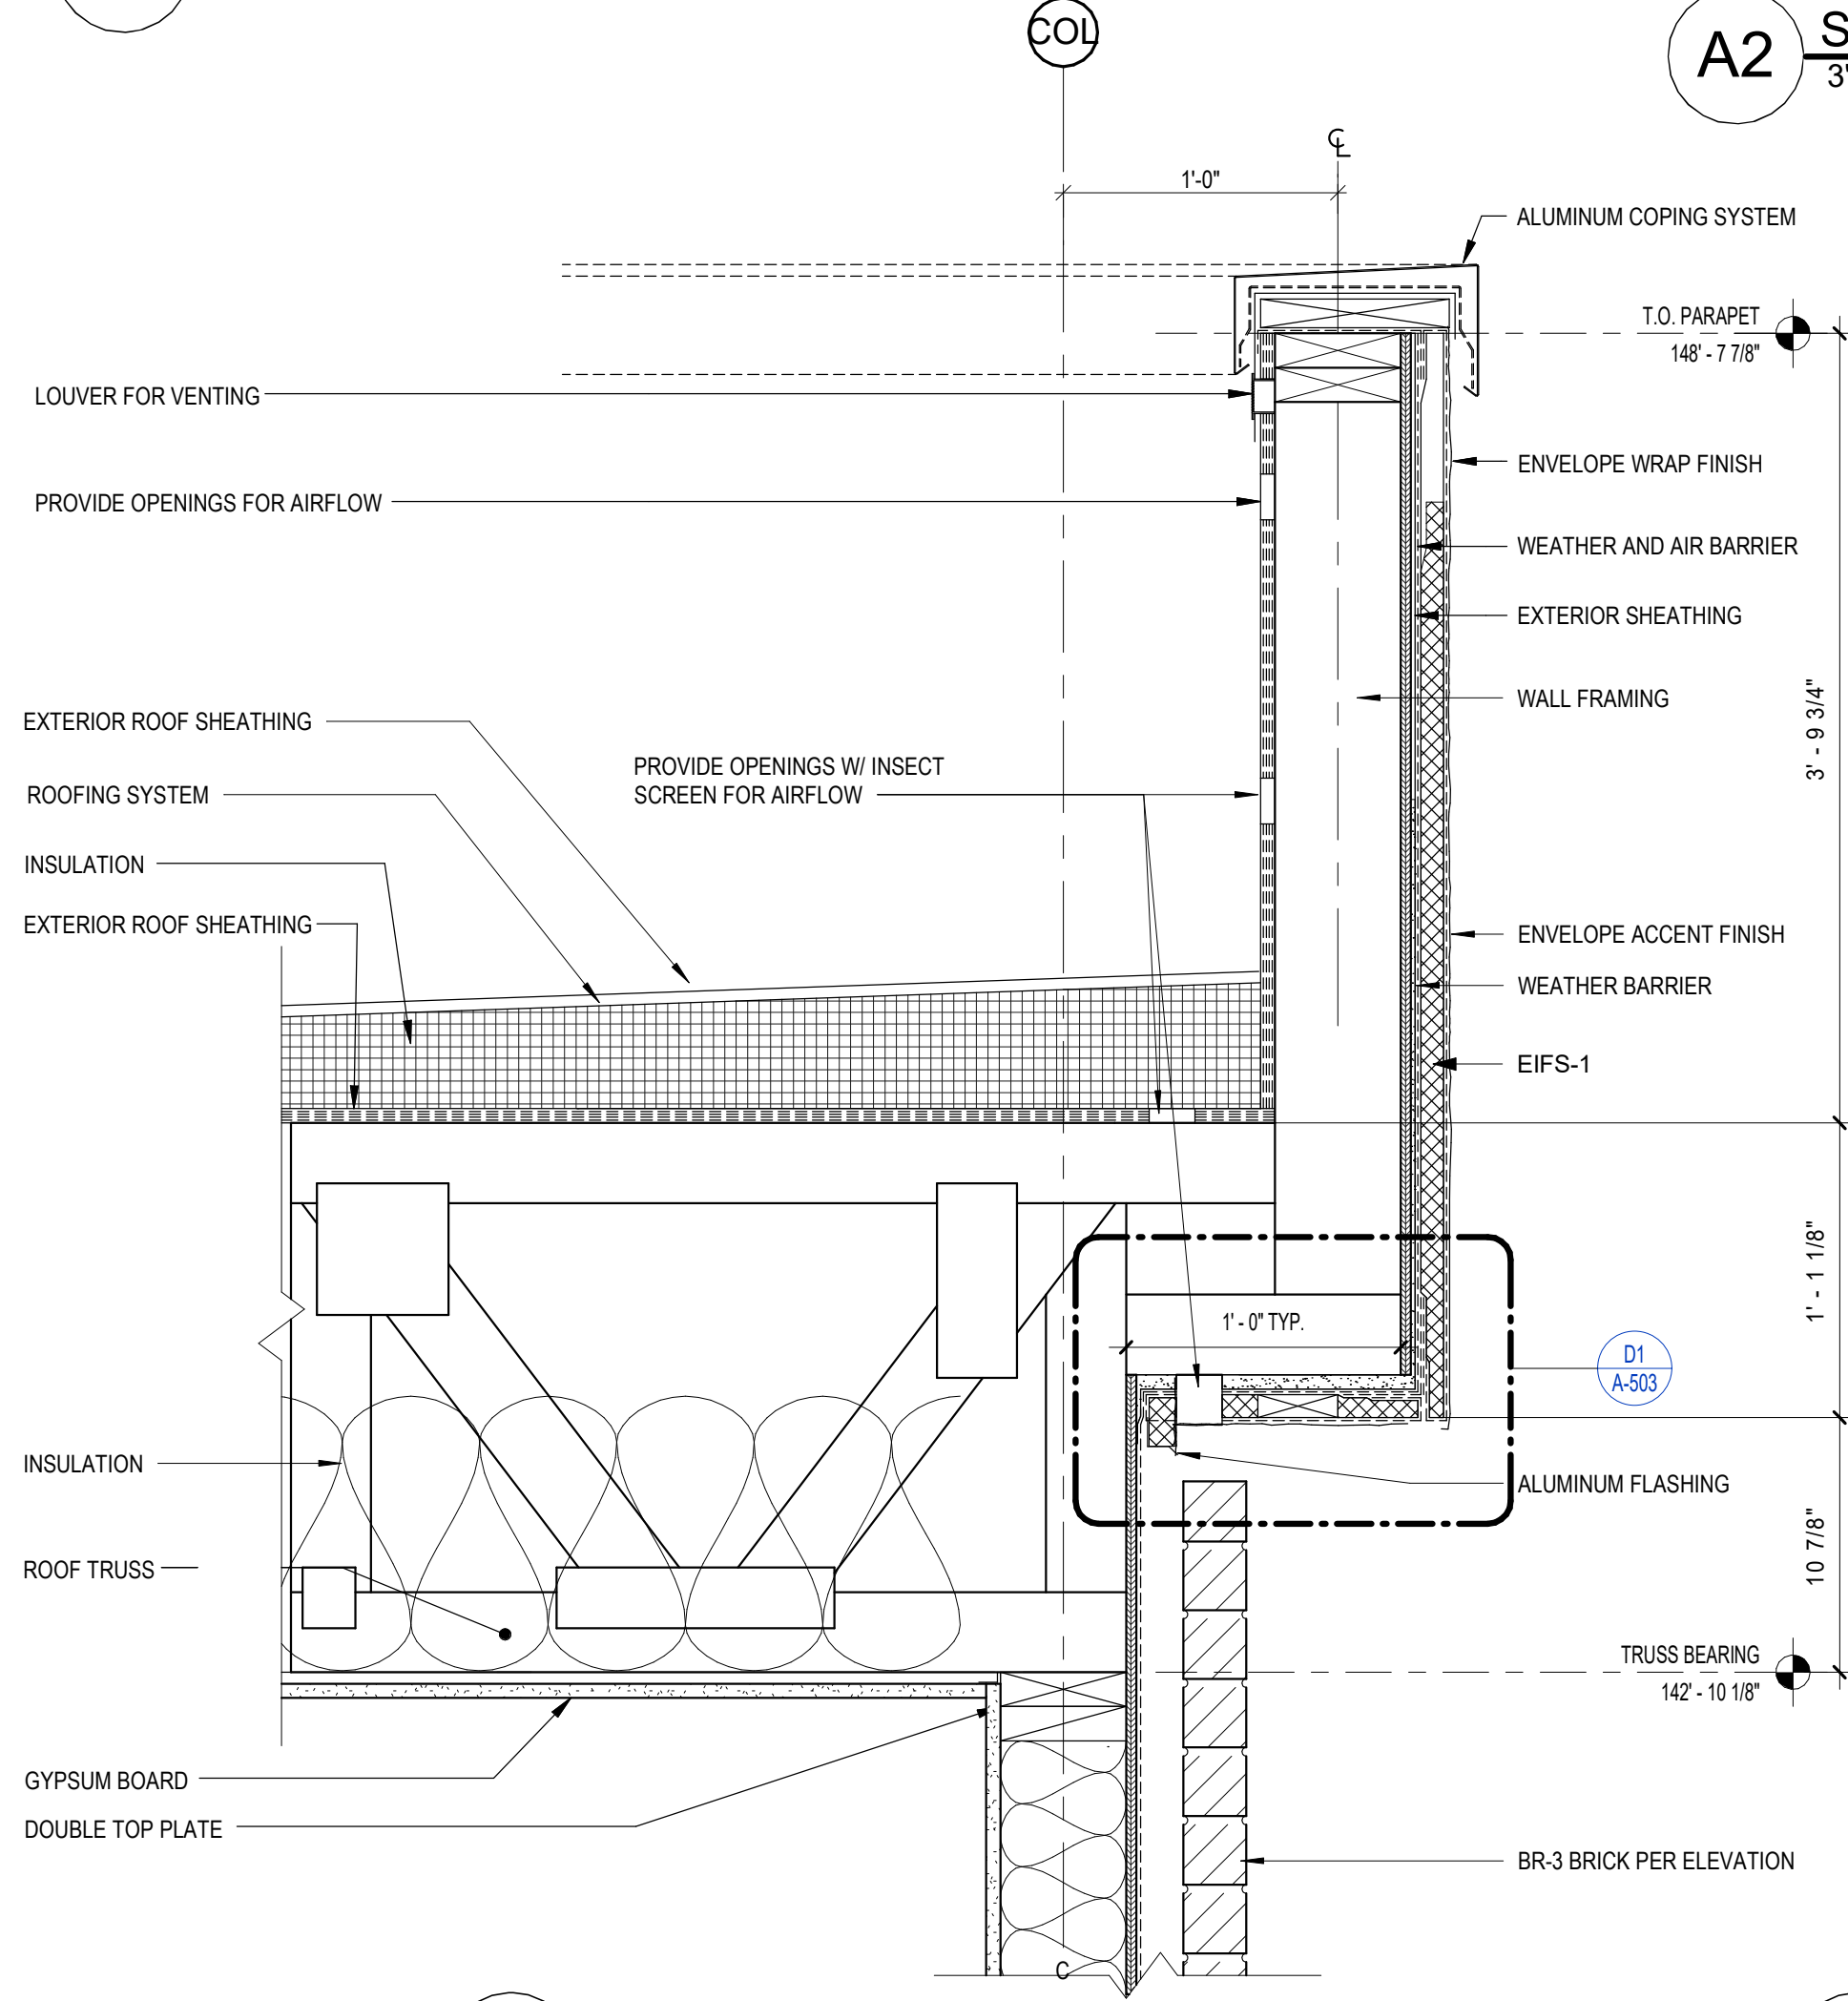 COL
A2
S
3'
℄
1'-0"
ALUMINUM COPING SYSTEM
T.O. PARAPET
148' - 7 7/8"
LOUVER FOR VENTING
ENVELOPE WRAP FINISH
PROVIDE OPENINGS FOR AIRFLOW
WEATHER AND AIR BARRIER
EXTERIOR SHEATHING
WALL FRAMING
3' - 9 3/4"
EXTERIOR ROOF SHEATHING
PROVIDE OPENINGS W/ INSECT
SCREEN FOR AIRFLOW
ROOFING SYSTEM
INSULATION
EXTERIOR ROOF SHEATHING
ENVELOPE ACCENT FINISH
WEATHER BARRIER
EIFS-1
1' - 1 1/8"
1' - 0" TYP.
D1
A-503
INSULATION
ALUMINUM FLASHING
10 7/8"
ROOF TRUSS
TRUSS BEARING
142' - 10 1/8"
GYPSUM BOARD
DOUBLE TOP PLATE
BR-3 BRICK PER ELEVATION
C